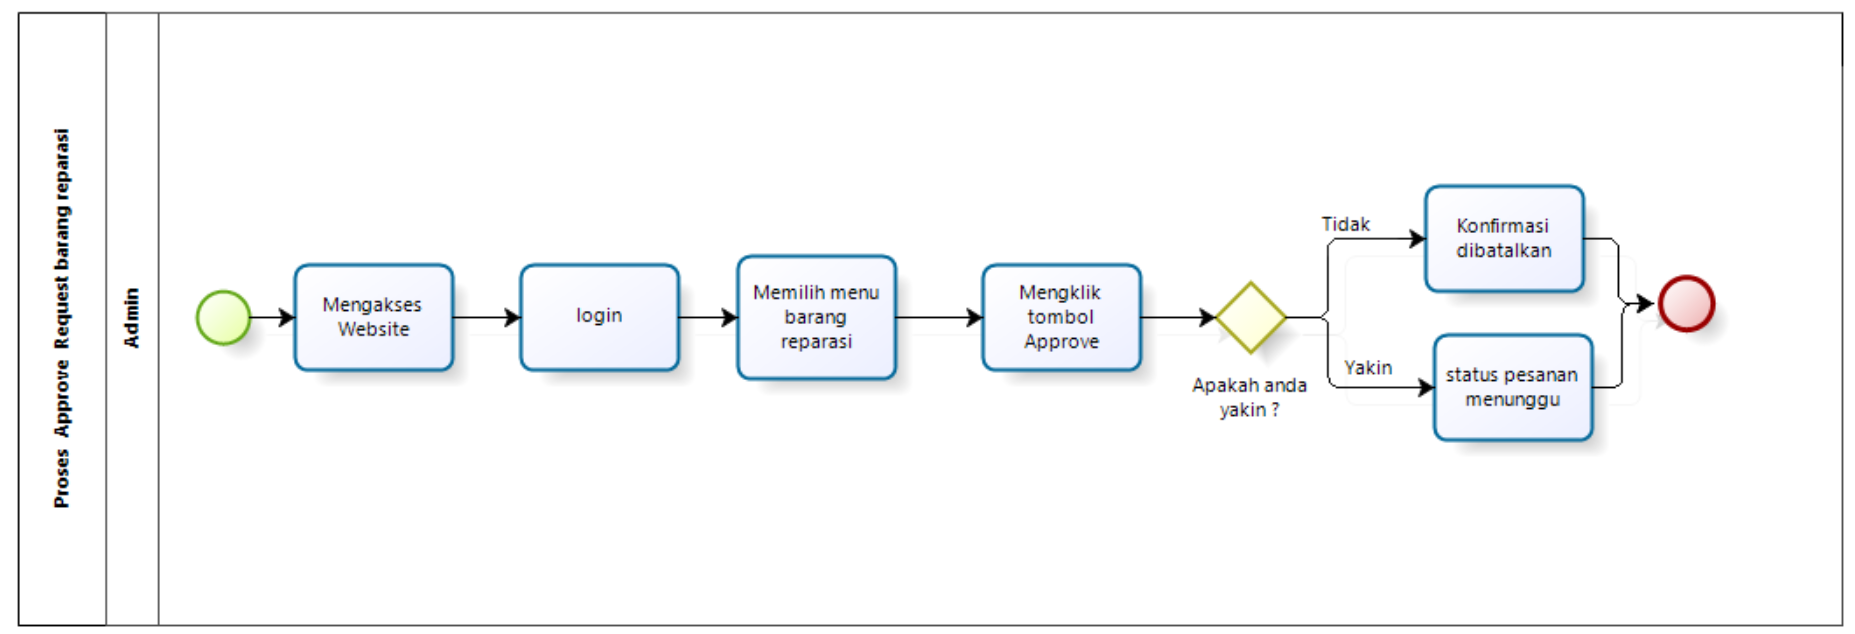 Proses Approve Request barang reparasi
Admin
Mengakses
Website
login
Memilih menu
barang
reparasi
Mengklik
tombol
Approve
Apakah anda
yakin ?
Tidak
Konfirmasi
dibatalkan
Yakin
status pesanan
menunggu